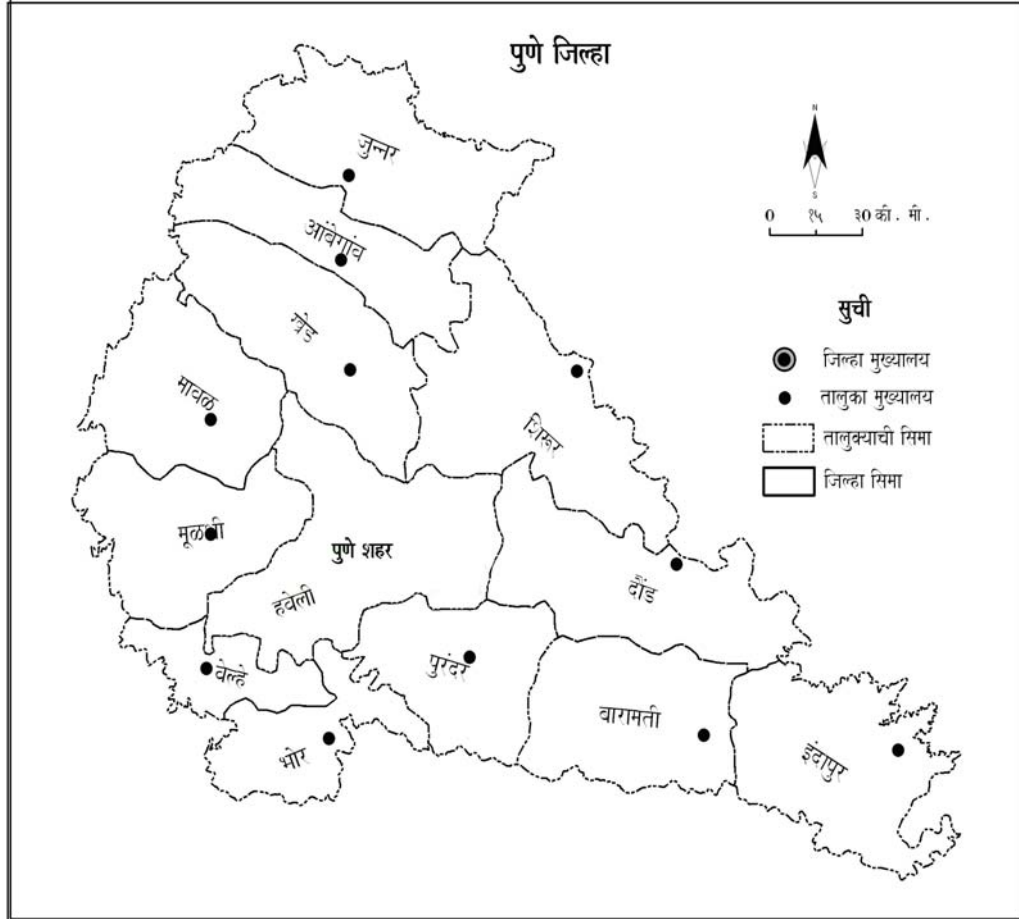 पुणे जिल्हा
N
S
0 १५ ३0 की . मी .
जुन्नर
आंबेगांव
खेड
मावळ
शिरूर
मूळशी
पुणे शहर
हवेली
दौंड
वेल्हे
पुरंदर
बारामती
भोर
इंदापुर
सुची
जिल्हा मुख्यालय
तालुका मुख्यालय
तालुक्याची सिमा
जिल्हा सिमा